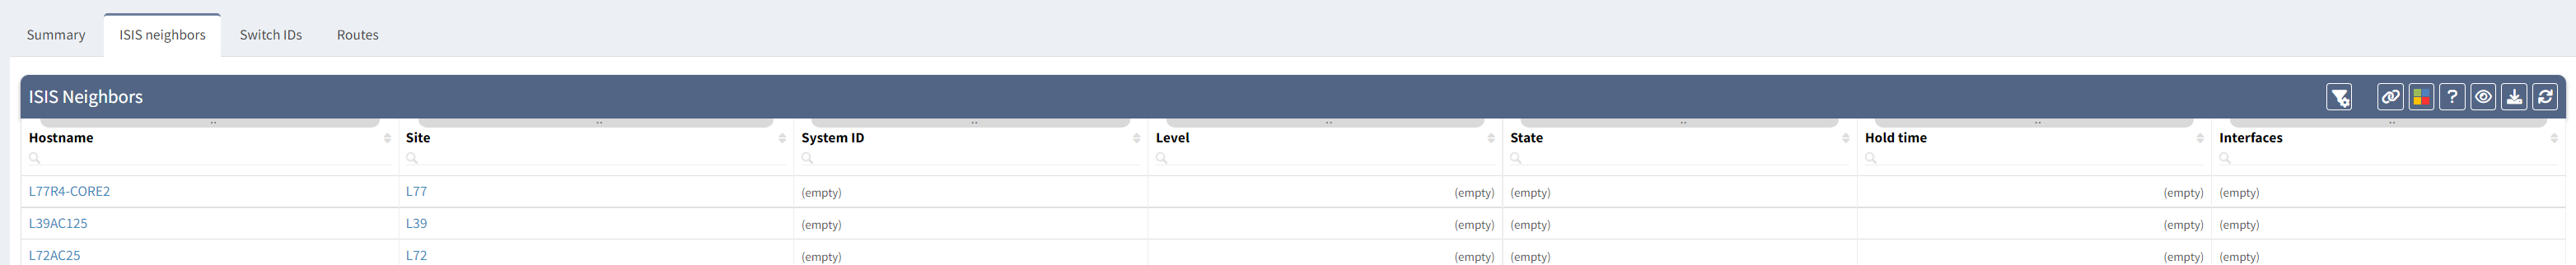 Summary ISIS neighbors Switch IDs Routes
ISIS Neighbors ?
Hostname Site System ID Level State Hold time Interfaces
L77R4-CORE2 L77 (empty) (empty) (empty) (empty) (empty)
L39AC125 L39 (empty) (empty) (empty) (empty) (empty)
L72AC25 L72 (empty) (empty) (empty) (empty) (empty)